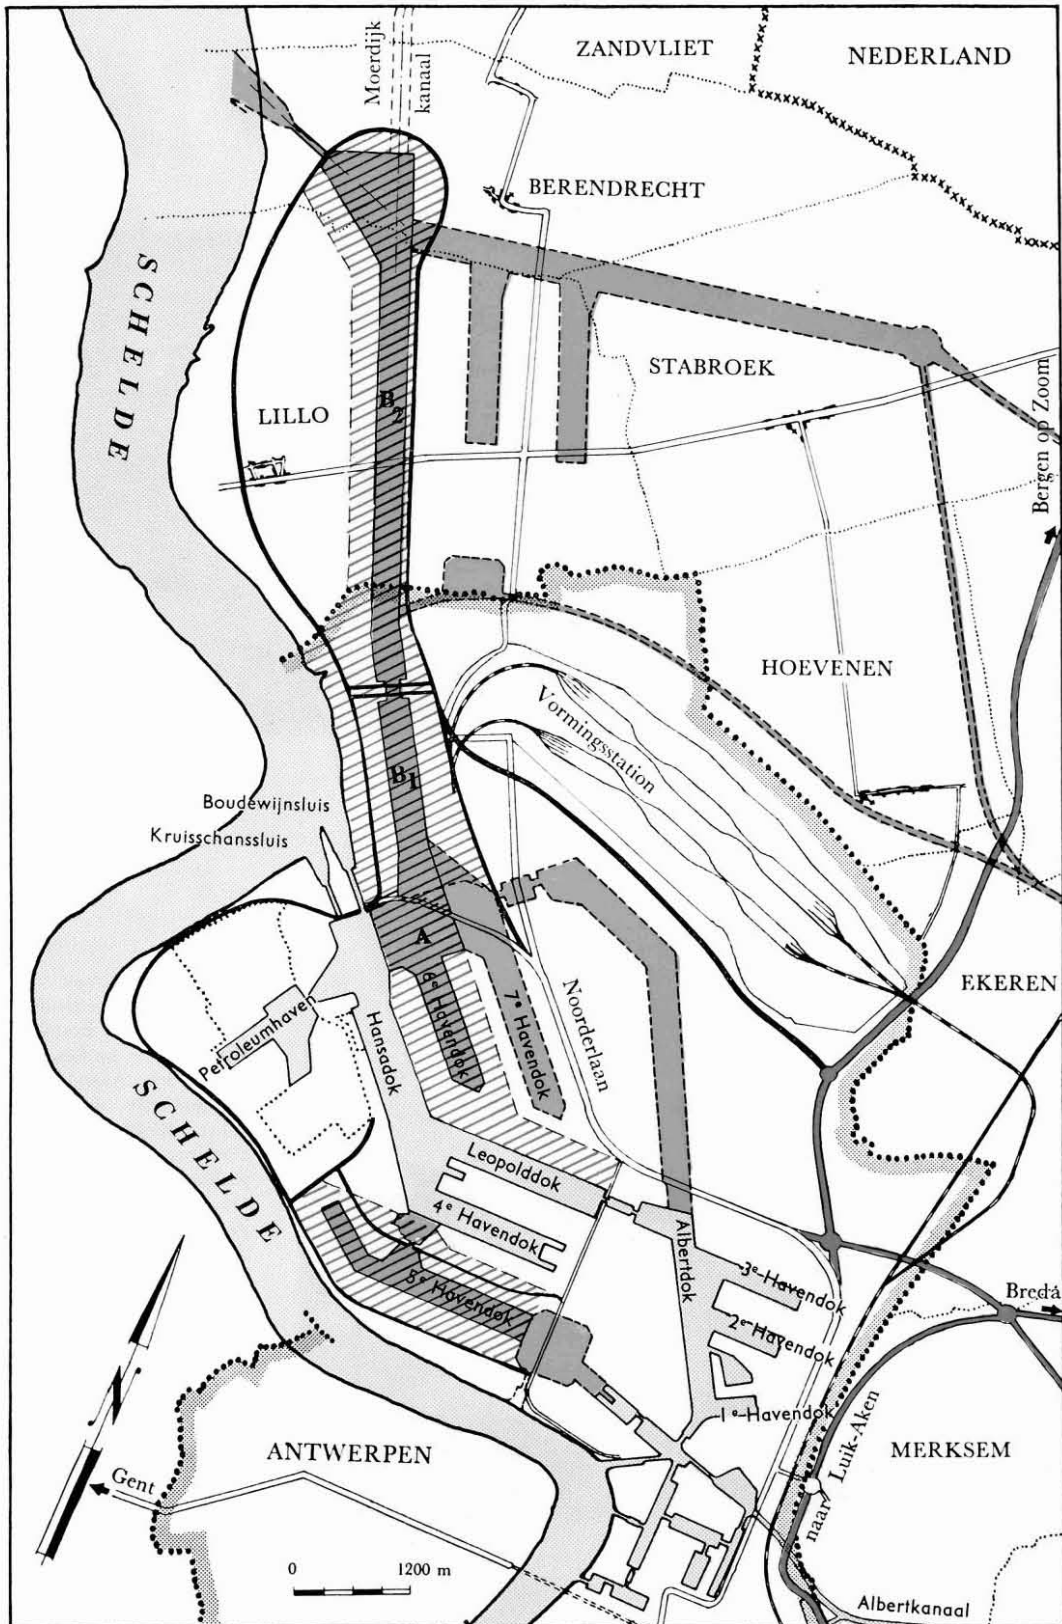 Moerdijk
kanaal
ZANDVLIET
NEDERLAND
BERENDRECHT
SCHELDE
STABROEK
B2
LILLO
Bergen op Zoom
HOEVENEN
Vormingsstation
B1
Boudewijnsluis
Kruisschanssluis
A
EKEREN
6e Havendok
7e Havendok
Noorderlaan
Petroleumhaven
Hansadok
SCHELDE
Leopolddok
4e Havendok
Albertdok
3e Havendok
5e Havendok
Breda
2e Havendok
1e Havendok
naar Luik-Aken
ANTWERPEN
MERKSEM
Gent
N
0 1200 m
Albertkanaal